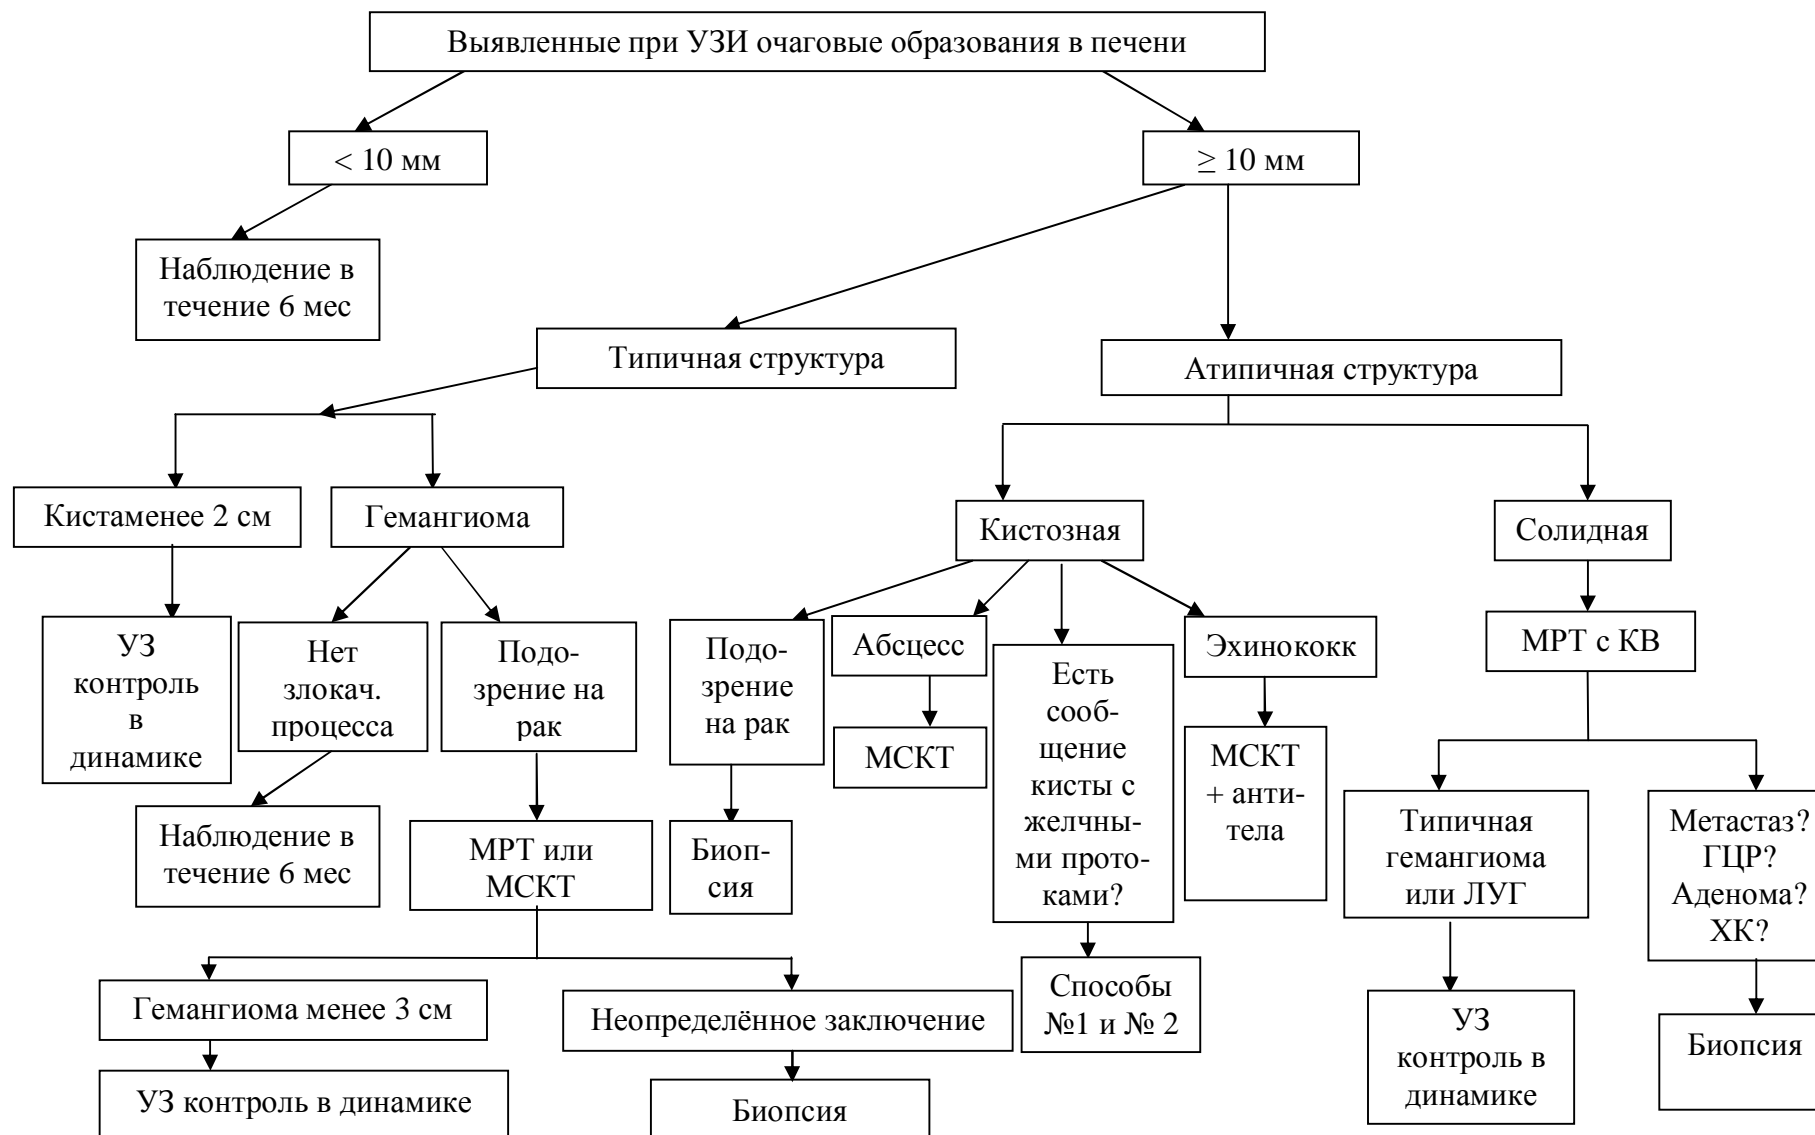 Выявленные при УЗИ очаговые образования в печени
< 10 мм
≥ 10 мм
Наблюдение в
течение 6 мес
Типичная структура
Атипичная структура
Кистаменее 2 см
Гемангиома
Кистозная
Солидная
УЗ
контроль
в
динамике
Нет
злокач.
процесса
Подо-
зрение на
рак
Подо-
зрение
на рак
Абсцесс
Есть
сооб-
щение
кисты с
желчны-
ми прото-
ками?
Эхинококк
МРТ с КВ
МСКТ
МСКТ
+ анти-
тела
Наблюдение в
течение 6 мес
МРТ или
МСКТ
Биоп-
сия
Типичная
гемангиома
или ЛУГ
Метастаз?
ГЦР?
Аденома?
ХК?
Гемангиома менее 3 см
Неопределённое заключение
Способы
№1 и № 2
УЗ
контроль в
динамике
Биопсия
УЗ контроль в динамике
Биопсия